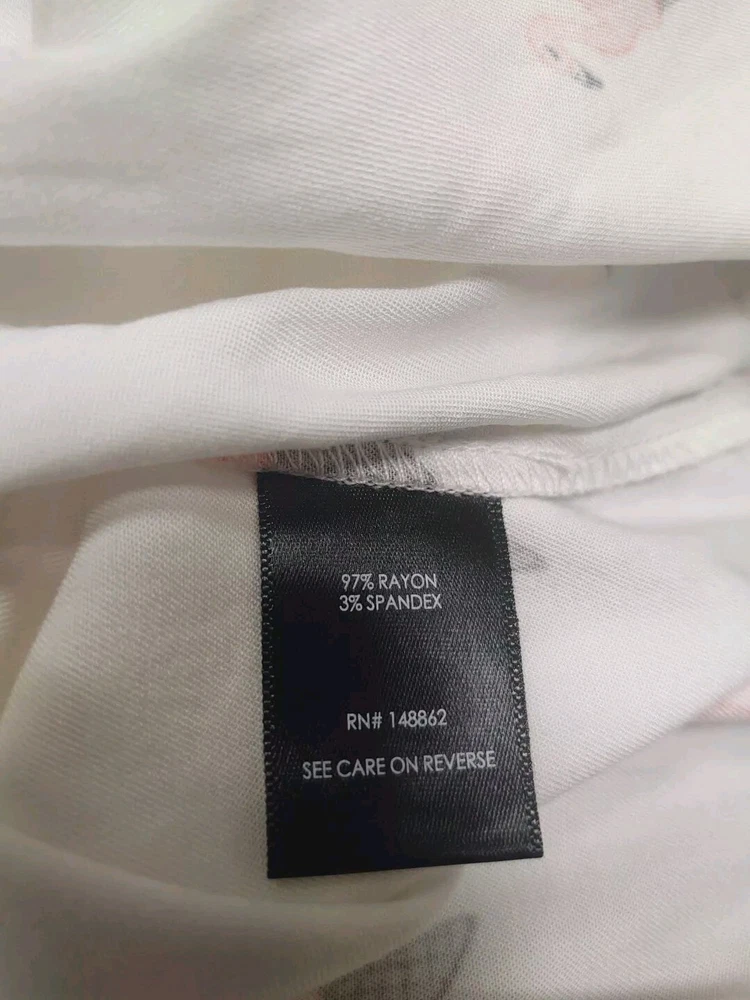 97% RAYON
3% SPANDEX
RN# 148862
SEE CARE ON REVERSE